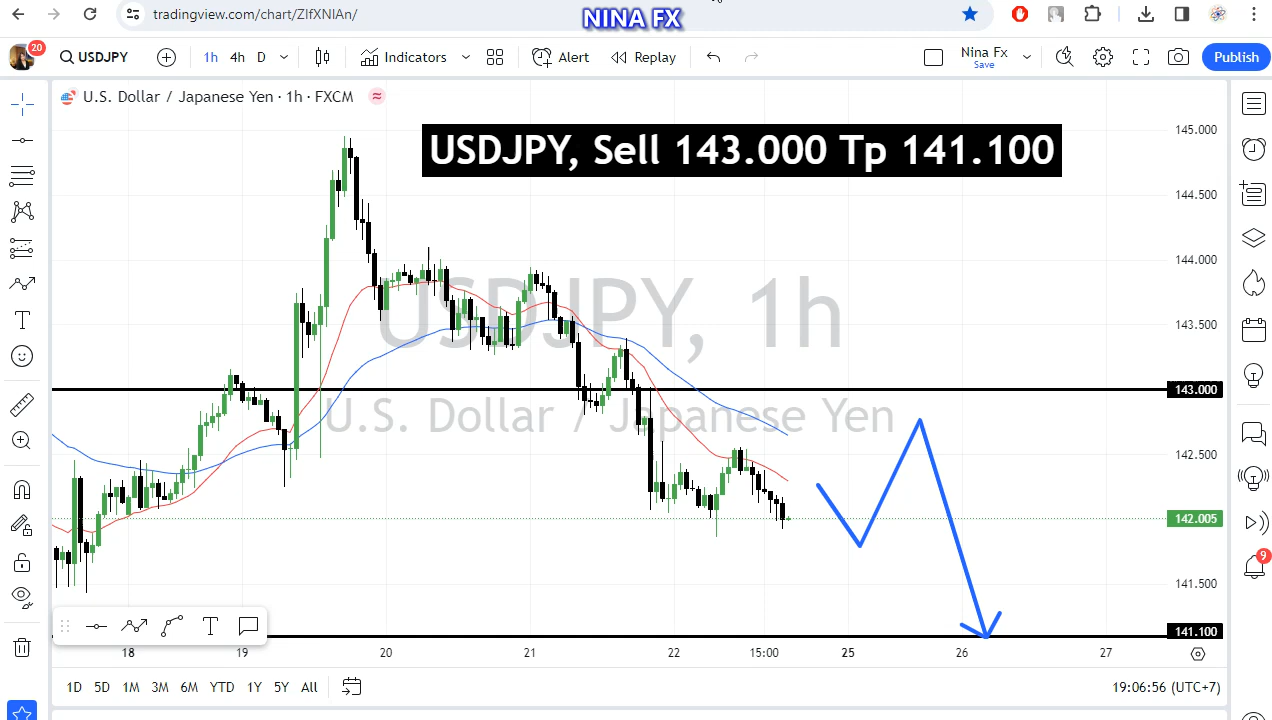 tradingview.com/chart/ZIfXNIAn/
NINA FX
20
USDJPY
1h
4h
D
Indicators
Alert
Replay
Nina Fx
Save
Publish
U.S. Dollar / Japanese Yen · 1h · FXCM
USDJPY, Sell 143.000 Tp 141.100
USDJPY, 1h
U.S. Dollar / Japanese Yen
145.000
144.500
144.000
143.500
143.000
142.500
142.005
141.500
141.100
9
18
19
20
21
22
15:00
25
26
27
1D
5D
1M
3M
6M
YTD
1Y
5Y
All
19:06:56 (UTC+7)